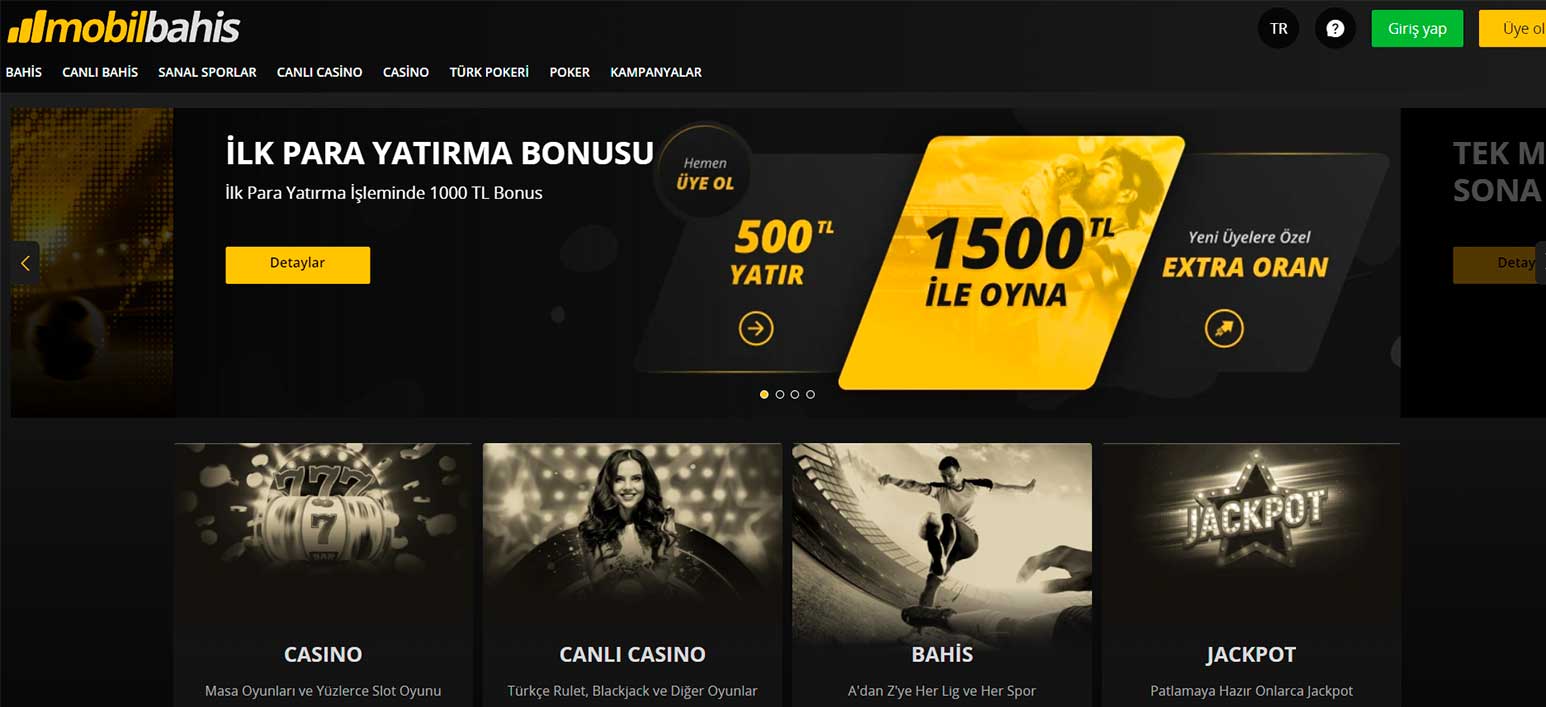 mobilbahis
TR
?
Giriş yap
Üye ol
BAHİS
CANLI BAHİS
SANAL SPORLAR
CANLI CASİNO
CASİNO
TÜRK POKERİ
POKER
KAMPANYALAR
İLK PARA YATIRMA BONUSU
İlk Para Yatırma İşleminde 1000 TL Bonus
Detaylar
Hemen
ÜYE OL
500 TL
YATIR
1500 TL
İLE OYNA
Yeni Üyelere Özel
EXTRA ORAN
TEK M
SONA
Detay
777
7
BAR
JACKPOT
CASINO
Masa Oyunları ve Yüzlerce Slot Oyunu
CANLI CASINO
Türkçe Rulet, Blackjack ve Diğer Oyunlar
BAHİS
A'dan Z'ye Her Lig ve Her Spor
JACKPOT
Patlamaya Hazır Onlarca Jackpot